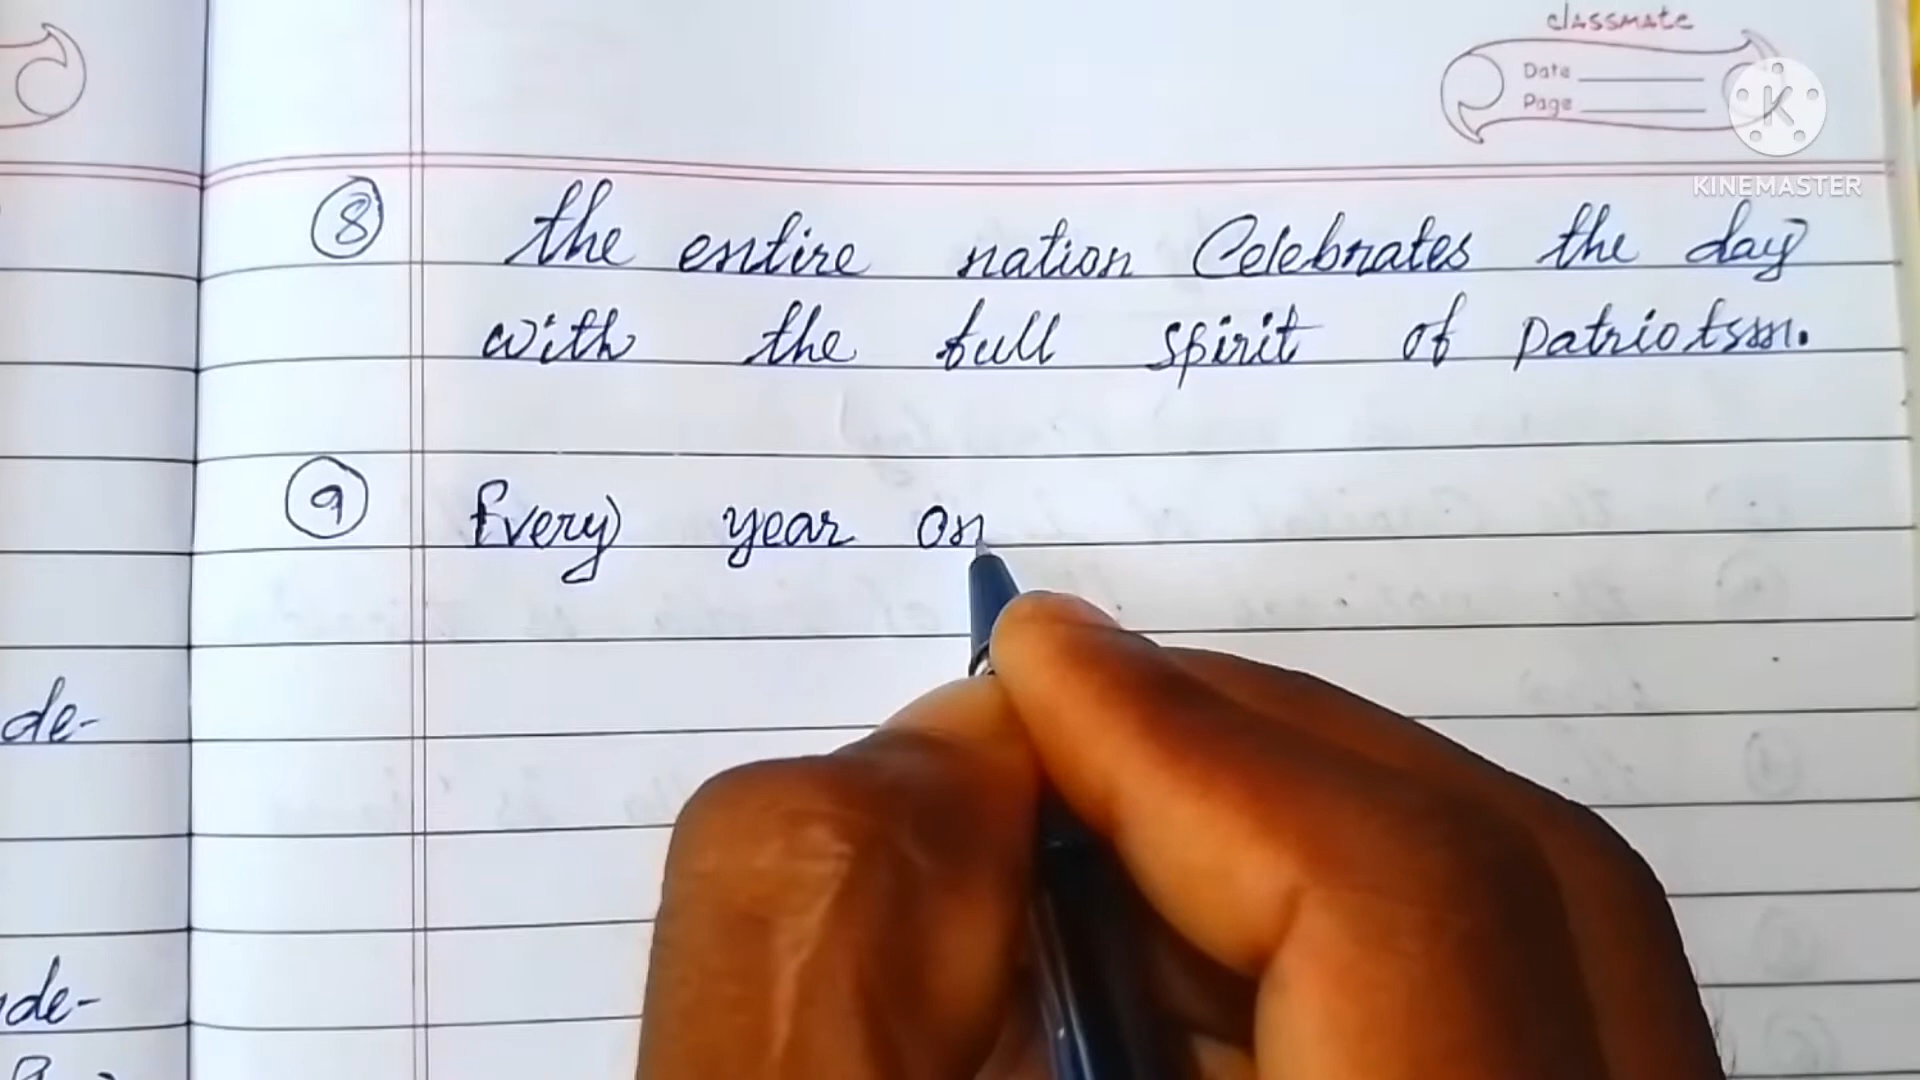 classmate
Date
Page
KINEMASTER
8 the entire nation Celebrates the day
with the full spirit of Patriotsm.
9 Every year on
de-
de-